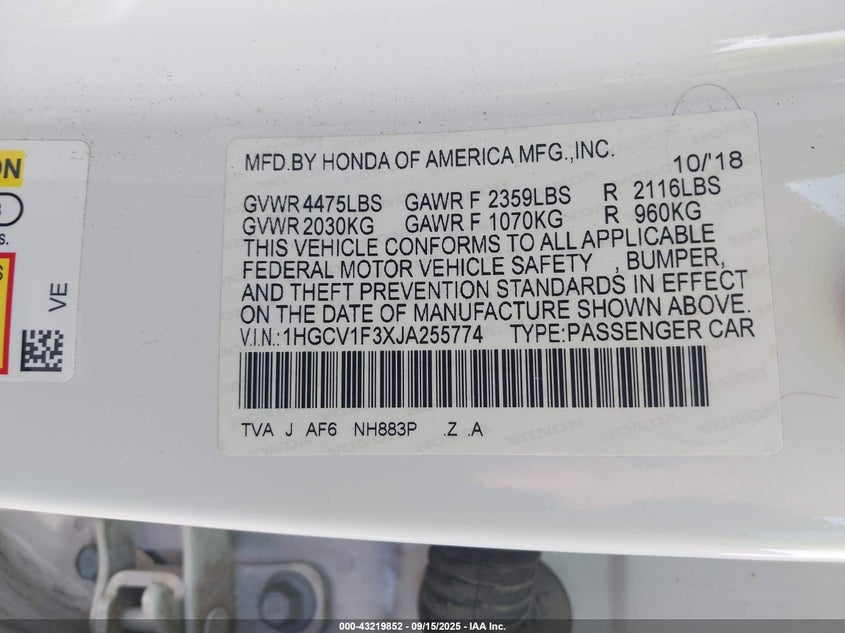 ON
s.
S
VE
MFD.BY HONDA OF AMERICA MFG.,INC. 10/'18
GVWR 4475LBS GAWR F 2359LBS R 2116LBS
GVWR 2030KG GAWR F 1070KG R 960KG
THIS VEHICLE CONFORMS TO ALL APPLICABLE
FEDERAL MOTOR VEHICLE SAFETY , BUMPER,
AND THEFT PREVENTION STANDARDS IN EFFECT
ON THE DATE OF MANUFACTURE SHOWN ABOVE.
V.I.N.:1HGCV1F3XJA255774 TYPE:PASSENGER CAR
TVA J AF6 NH883P .Z .A
000-43219852 - 09/15/2025 - IAA Inc.